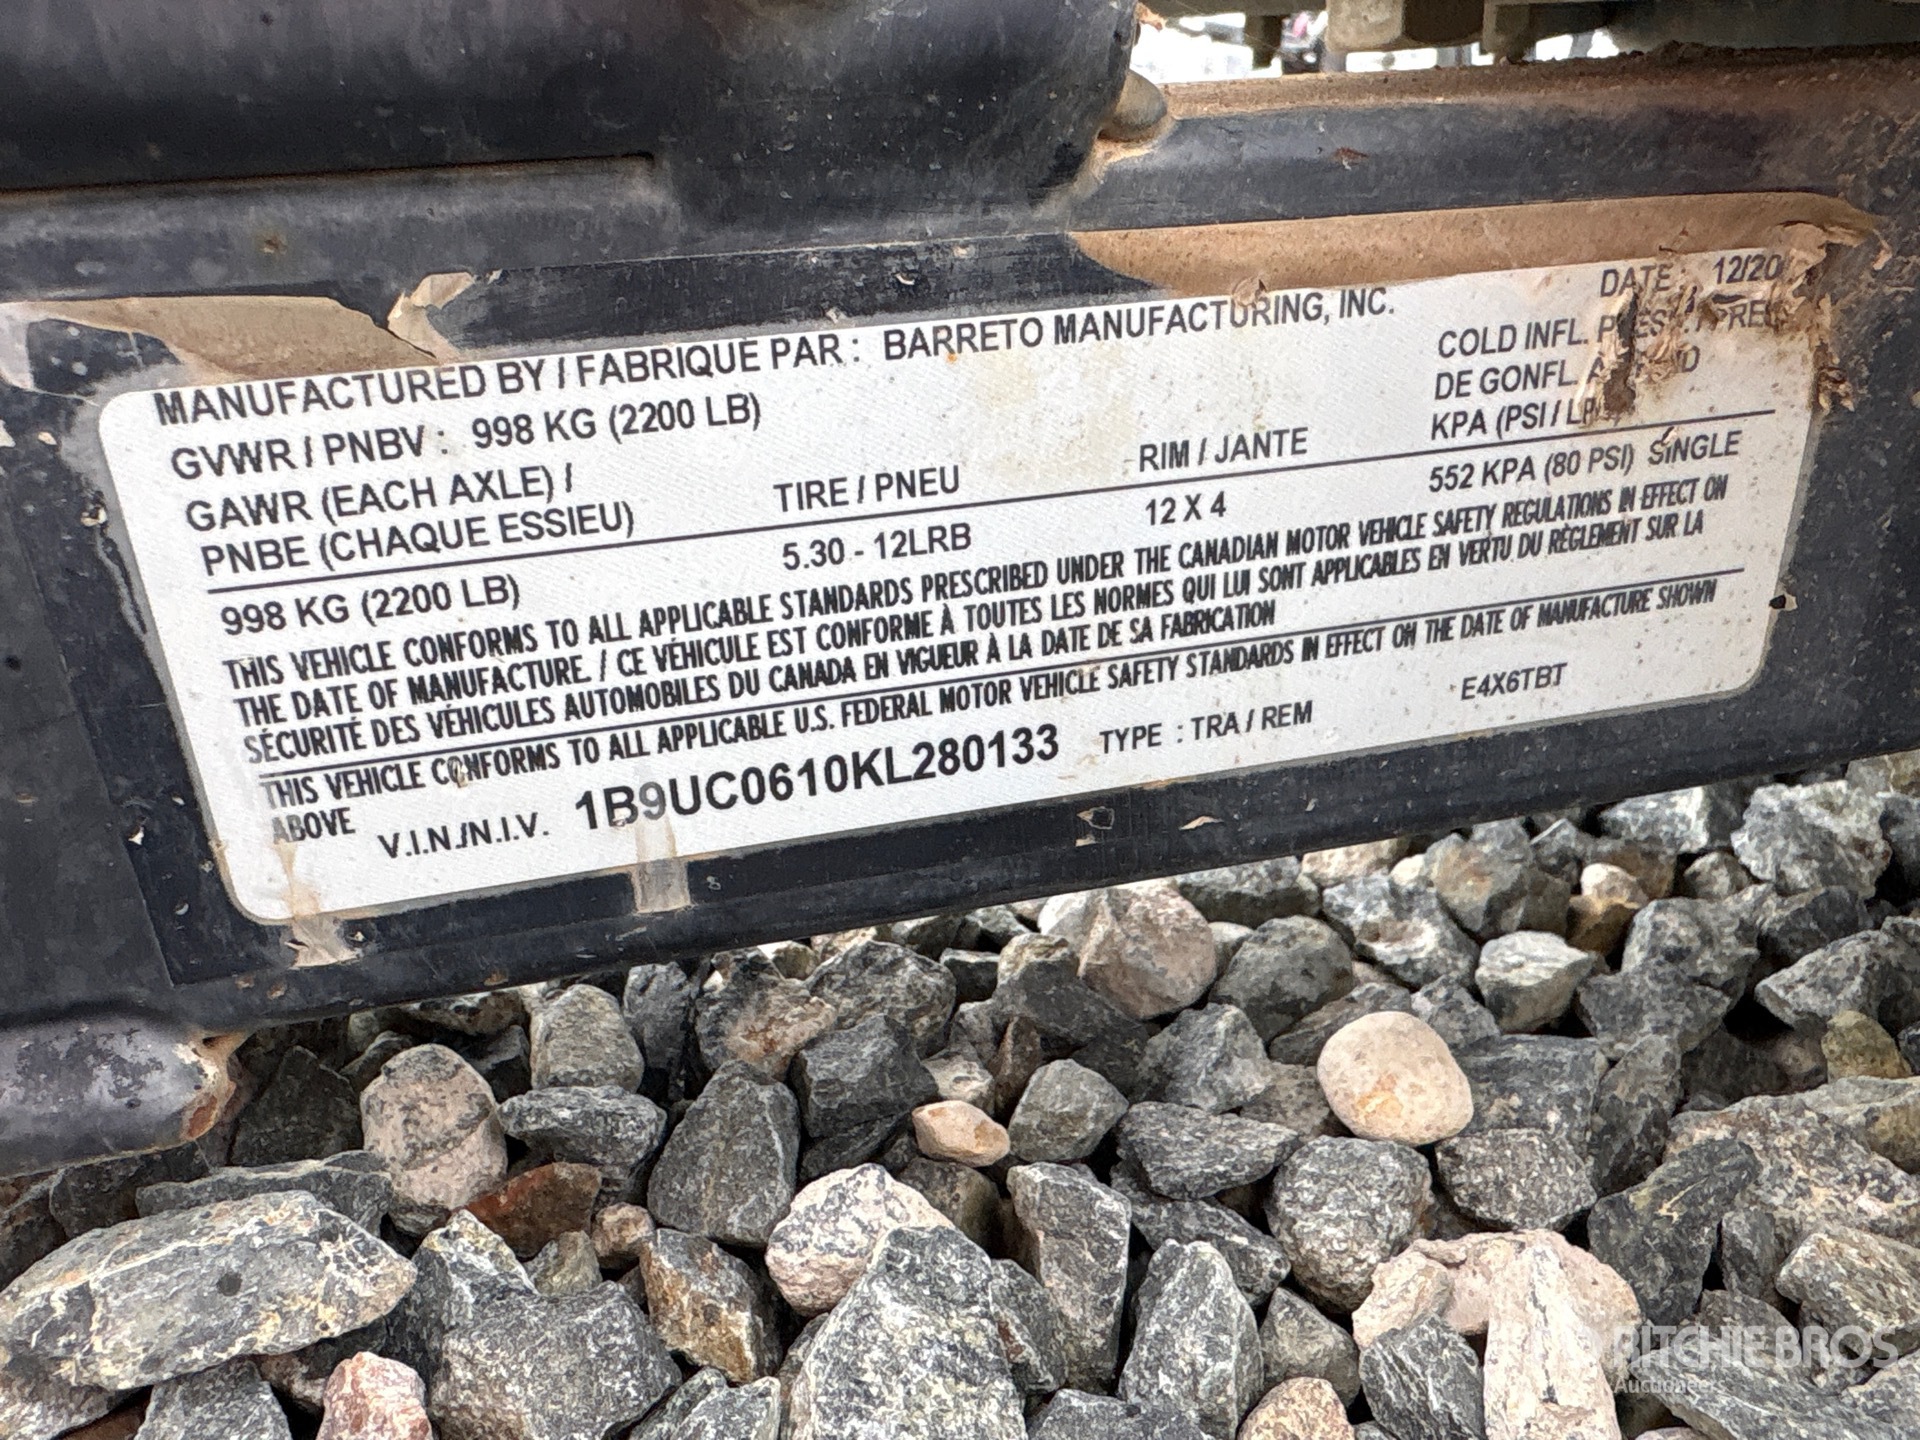 DATE : 12/20
MANUFACTURED BY / FABRIQUÉ PAR : BARRETO MANUFACTURING, INC.
COLD INFL. PRESS. / PRES
GVWR / PNBV : 998 KG (2200 LB)
DE GONFL.
GAWR (EACH AXLE) /
PNBE (CHAQUE ESSIEU) TIRE / PNEU RIM / JANTE KPA (PSI /
998 KG (2200 LB) 5.30 - 12LRB 12 X 4 552 KPA (80 PSI) SINGLE
THIS VEHICLE CONFORMS TO ALL APPLICABLE STANDARDS PRESCRIBED UNDER THE CANADIAN MOTOR VEHICLE SAFETY REGULATIONS IN EFFECT ON
THE DATE OF MANUFACTURE. / CE VÉHICULE EST CONFORME À TOUTES LES NORMES QUI LUI SONT APPLICABLES EN VERTU DU RÈGLEMENT SUR LA
SÉCURITÉ DES VÉHICULES AUTOMOBILES DU CANADA EN VIGUEUR À LA DATE DE SA FABRICATION
THIS VEHICLE CONFORMS TO ALL APPLICABLE U.S. FEDERAL MOTOR VEHICLE SAFETY STANDARDS IN EFFECT ON THE DATE OF MANUFACTURE SHOWN
ABOVE
V.I.N./N.I.V. 1B9UC0610KL280133 TYPE : TRA / REM E4X6TBT
RITCHIE BROS
Auctioneers